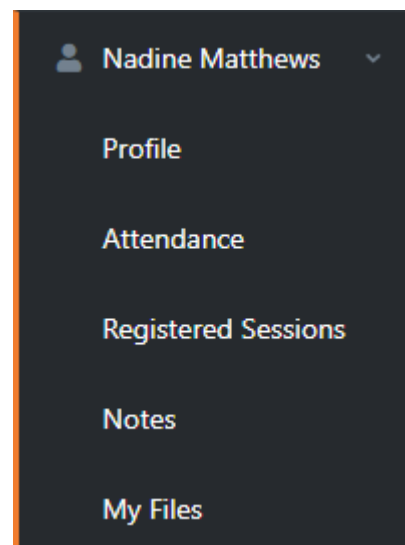 Nadine Matthews
Profile
Attendance
Registered Sessions
Notes
My Files